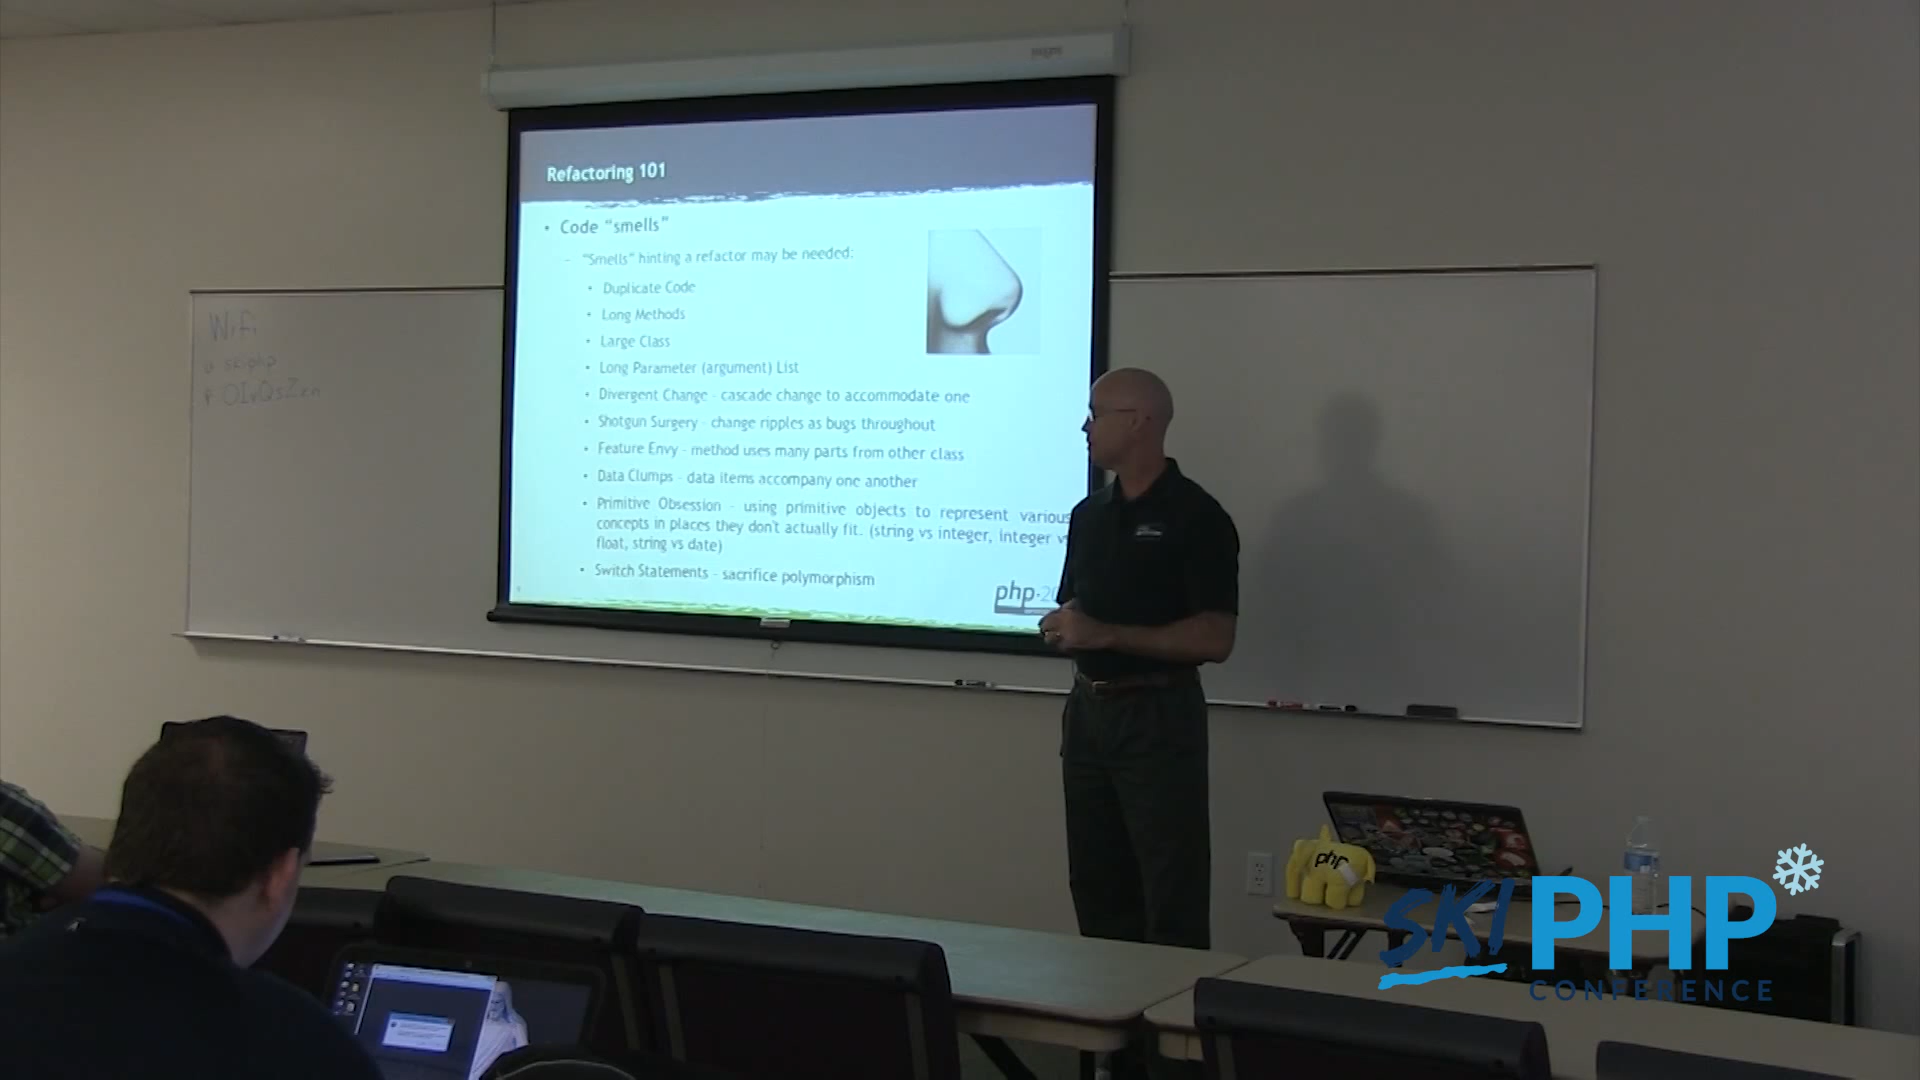 Refactoring 101
• Code “smells”
– “Smells” hinting a refactor may be needed:
• Duplicate Code
• Long Methods
• Large Class
• Long Parameter (argument) List
• Divergent Change - cascade change to accommodate one
• Shotgun Surgery - change ripples as bugs throughout
• Feature Envy - method uses many parts from other class
• Data Clumps - data items accompany one another
• Primitive Obsession - using primitive objects to represent various
concepts in places they don't actually fit. (string vs integer, integer vs
float, string vs date)
• Switch Statements - sacrifice polymorphism
php
Wifi
skiphp
php
SKI PHP
CONFERENCE